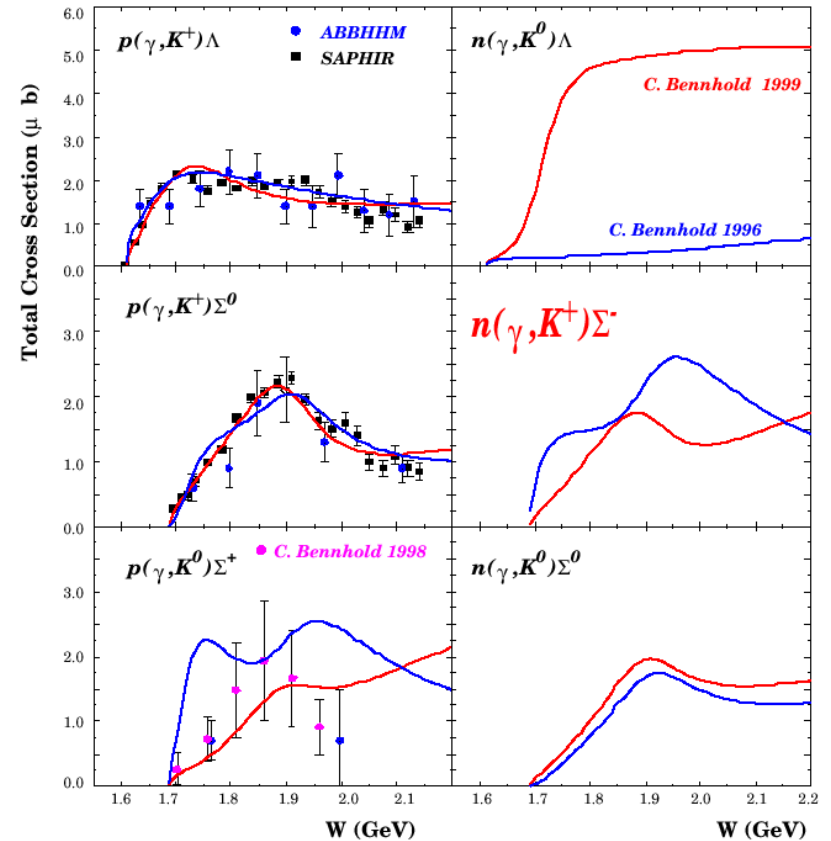 Total Cross Section (μ b)
6.0
5.0
4.0
3.0
2.0
1.0
0.0
p(γ,K⁺)Λ
ABBHHM
SAPHIR
n(γ,K⁰)Λ
C. Bennhold 1999
C. Bennhold 1996
3.0
2.0
1.0
0.0
p(γ,K⁺)Σ⁰
n(γ,K⁺)Σ⁻
3.0
2.0
1.0
0.0
p(γ,K⁰)Σ⁺
C. Bennhold 1998
n(γ,K⁰)Σ⁰
1.6 1.7 1.8 1.9 2.0 2.1
1.6 1.7 1.8 1.9 2.0 2.1 2.2
W (GeV)
W (GeV)